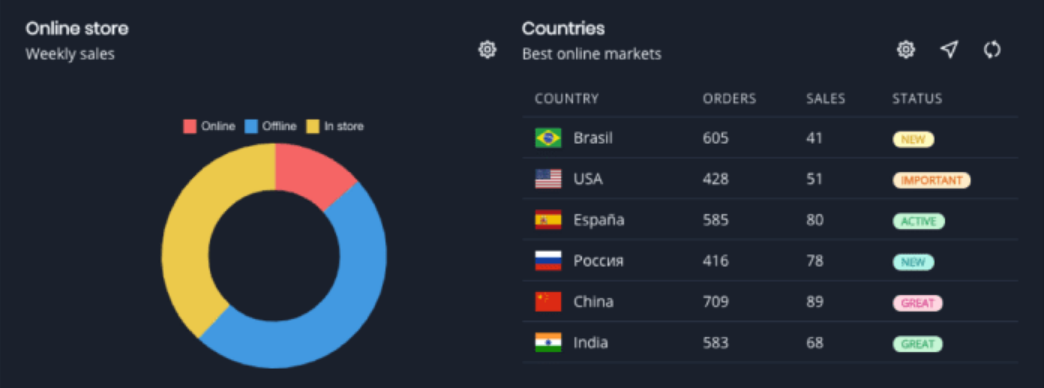 Online store
Weekly sales
Online Offline In store
Countries
Best online markets
COUNTRY ORDERS SALES STATUS
Brasil 605 41 NEW
USA 428 51 IMPORTANT
España 585 80 ACTIVE
Россия 416 78 NEW
China 709 89 GREAT
India 583 68 GREAT